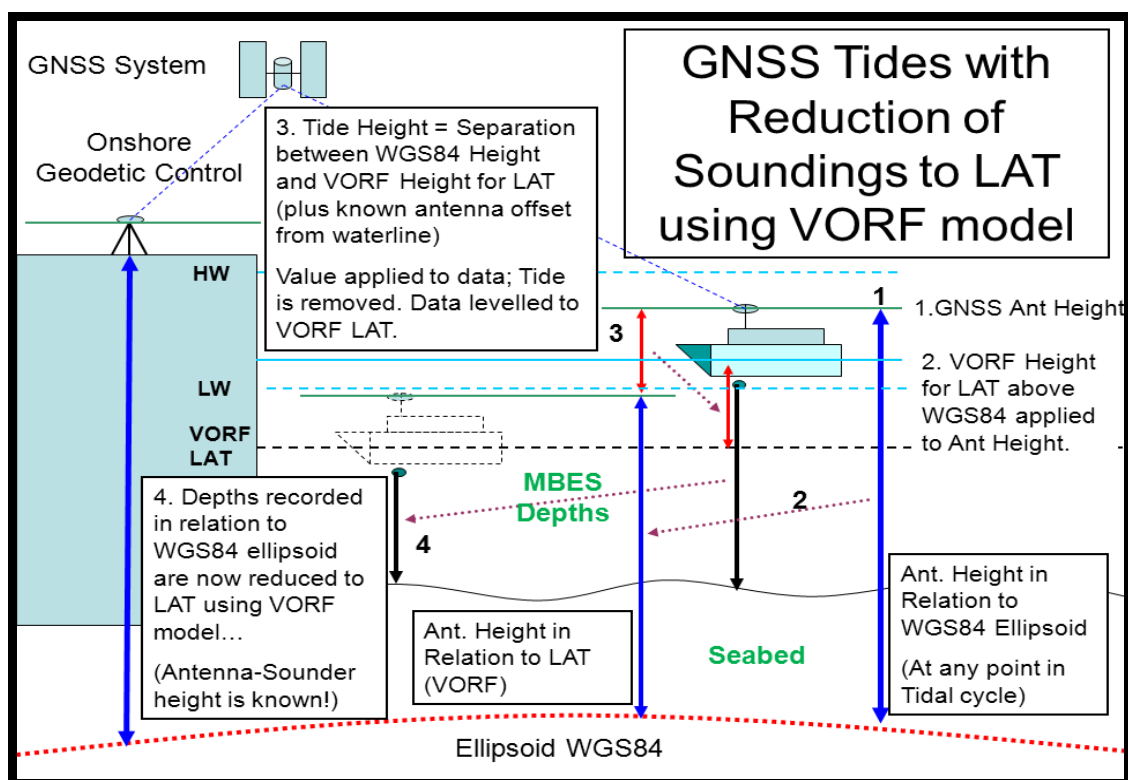 GNSS System
Onshore
Geodetic Control
GNSS Tides with
Reduction of
Soundings to LAT
using VORF model
3. Tide Height = Separation
between WGS84 Height
and VORF Height for LAT
(plus known antenna offset
from waterline)
Value applied to data; Tide
is removed. Data levelled to
VORF LAT.
HW
1
1.GNSS Ant Height
3
2. VORF Height
for LAT above
WGS84 applied
to Ant Height.
LW
VORF
LAT
MBES
Depths
2
4
4. Depths recorded
in relation to
WGS84 ellipsoid
are now reduced to
LAT using VORF
model…
(Antenna-Sounder
height is known!)
Ant. Height in
Relation to LAT
(VORF)
Seabed
Ant. Height in
Relation to
WGS84 Ellipsoid
(At any point in
Tidal cycle)
Ellipsoid WGS84